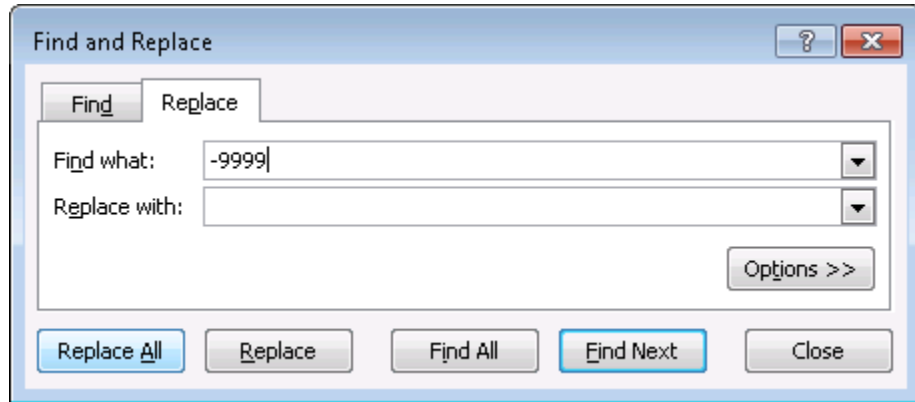 Find and Replace
Find Replace
Find what: -9999
Replace with:
Options >>
Replace All Replace Find All Find Next Close